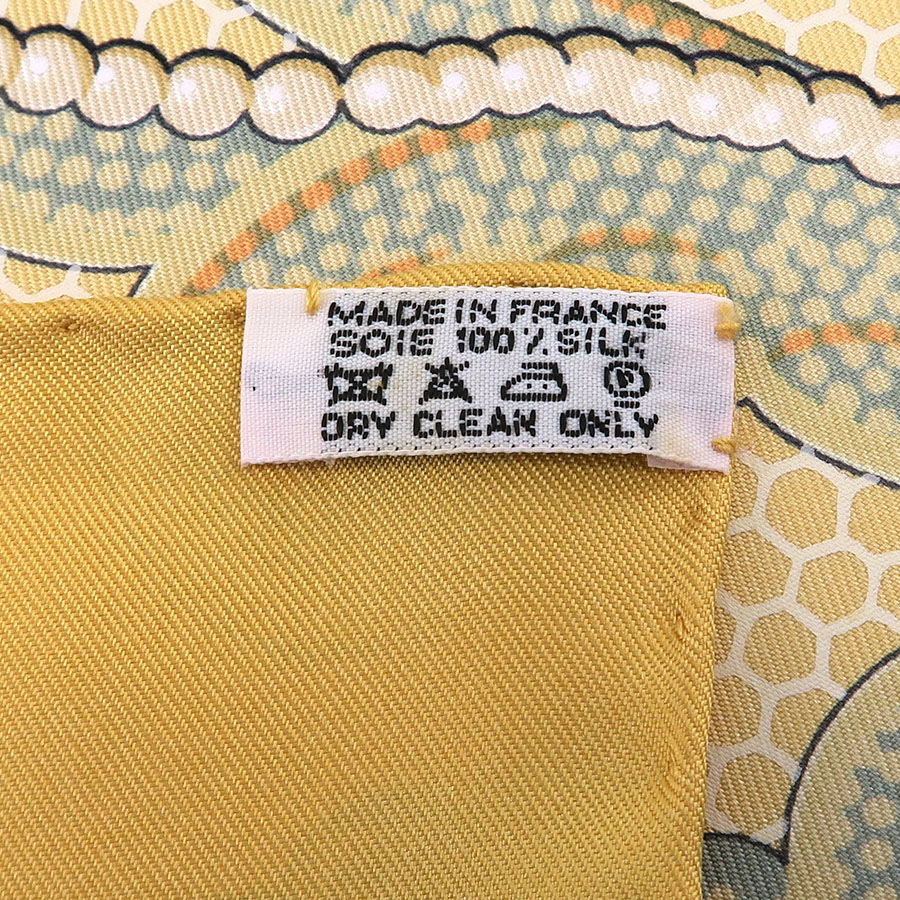 MADE IN FRANCE
SOIE 100% SILK
P
DRY CLEAN ONLY